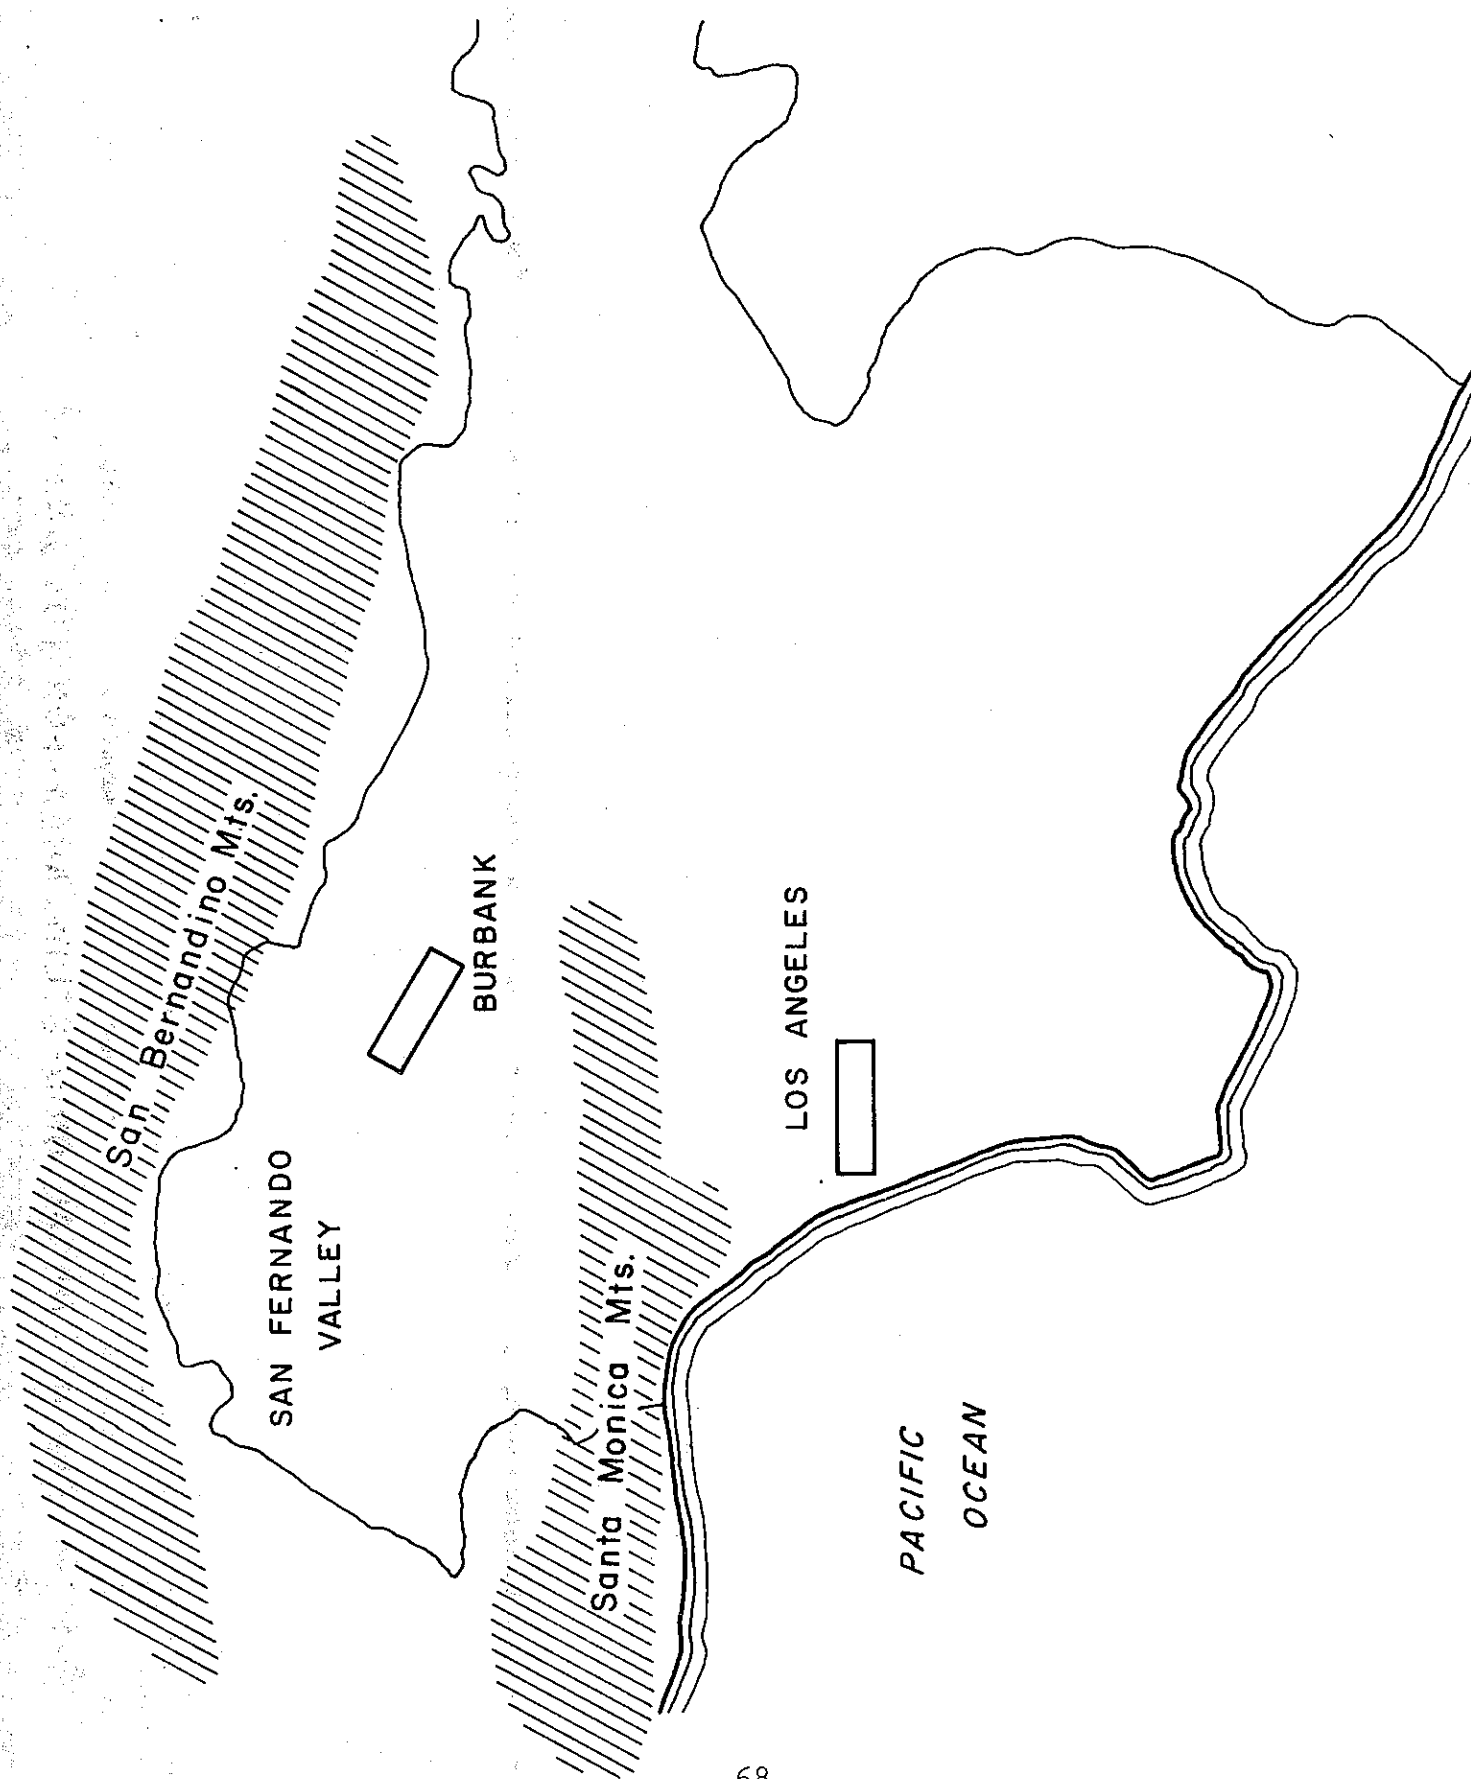 San Bernandino Mts.
SAN FERNANDO
VALLEY
BURBANK
Santa Monica Mts.
LOS ANGELES
PACIFIC
OCEAN
68